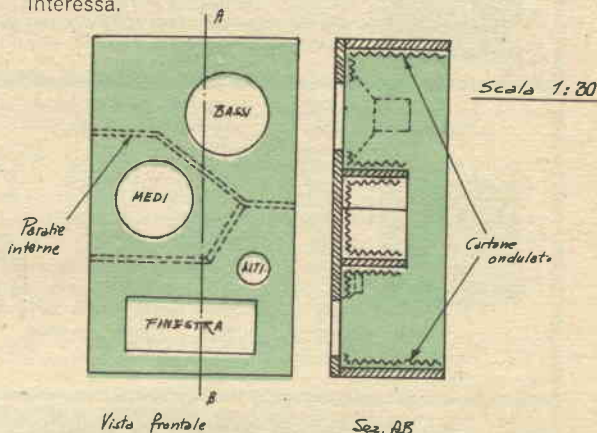 interessa.
A
BASSI
Scala 1:30
MEDI
Paratie
interne
ALTI
Cartone
ondulato
FINESTRA
B
Vista frontale
Sez. AB